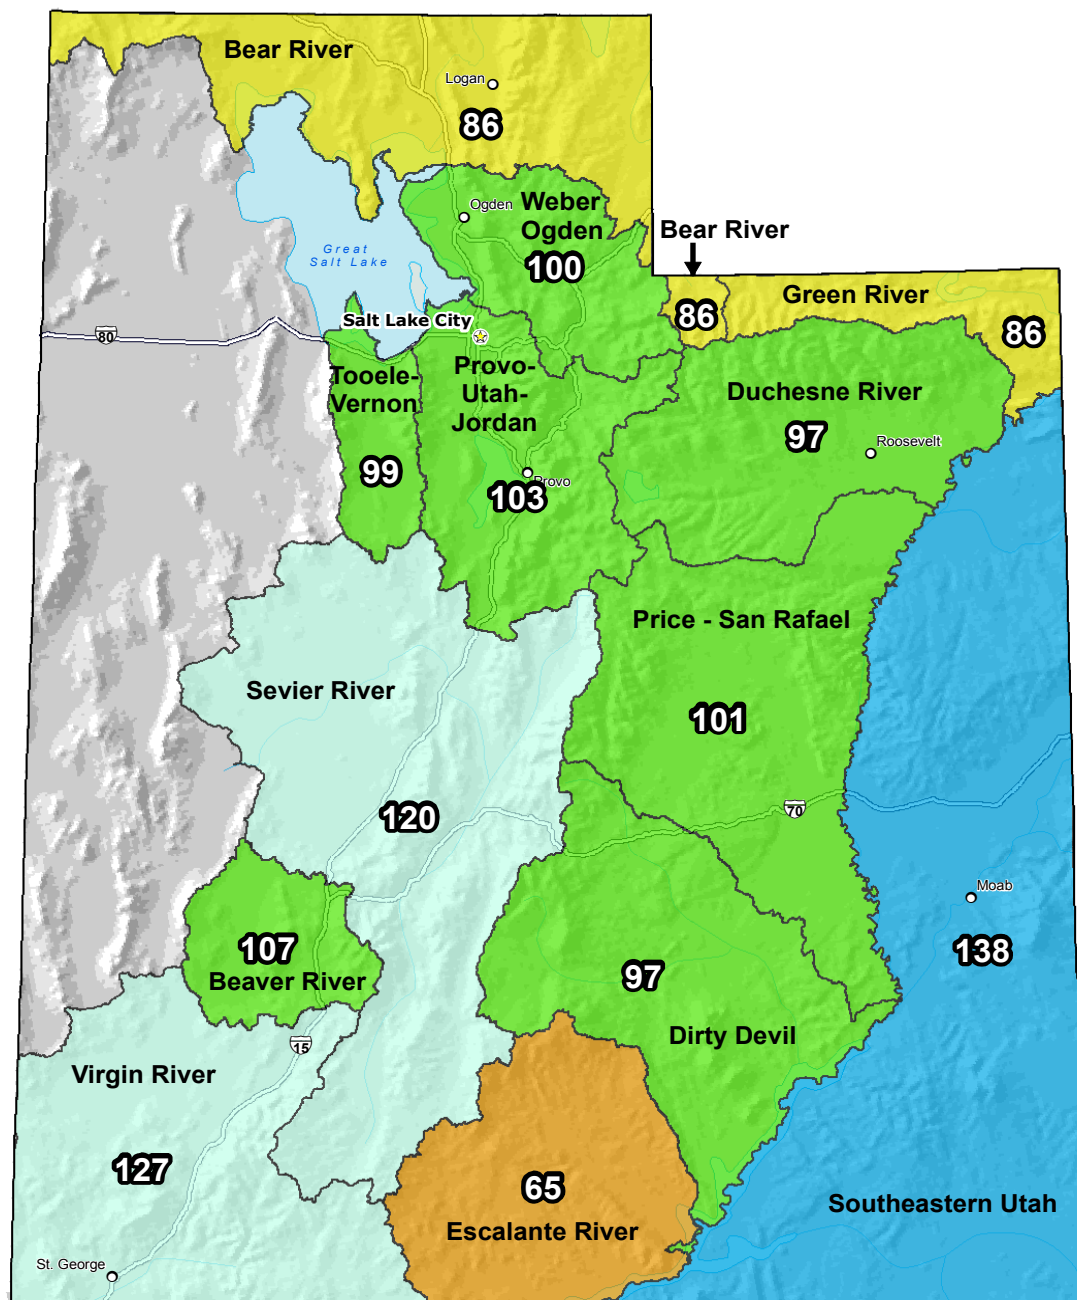 Bear River
Logan
86
Weber
Ogden
Ogden
100
Bear River
Great
Salt Lake
Green River
86
86
80
Salt Lake City
Tooele-
Vernon
Provo-
Utah-
Jordan
Duchesne River
97
Roosevelt
99
103
Provo
Price - San Rafael
Sevier River
101
120
70
Moab
107
Beaver River
138
97
Dirty Devil
15
Virgin River
127
65
Escalante River
Southeastern Utah
St. George